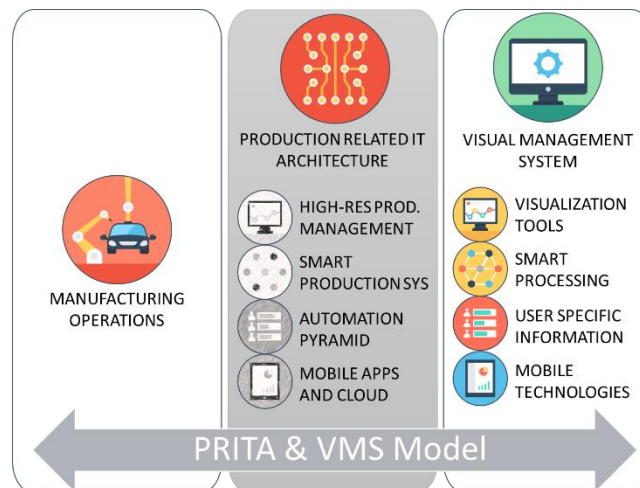 MANUFACTURING
OPERATIONS
PRODUCTION RELATED IT
ARCHITECTURE
HIGH-RES PROD.
MANAGEMENT
SMART
PRODUCTION SYS
AUTOMATION
PYRAMID
MOBILE APPS
AND CLOUD
VISUAL MANAGEMENT
SYSTEM
VISUALIZATION
TOOLS
SMART
PROCESSING
USER SPECIFIC
INFORMATION
MOBILE
TECHNOLOGIES
PRITA & VMS Model